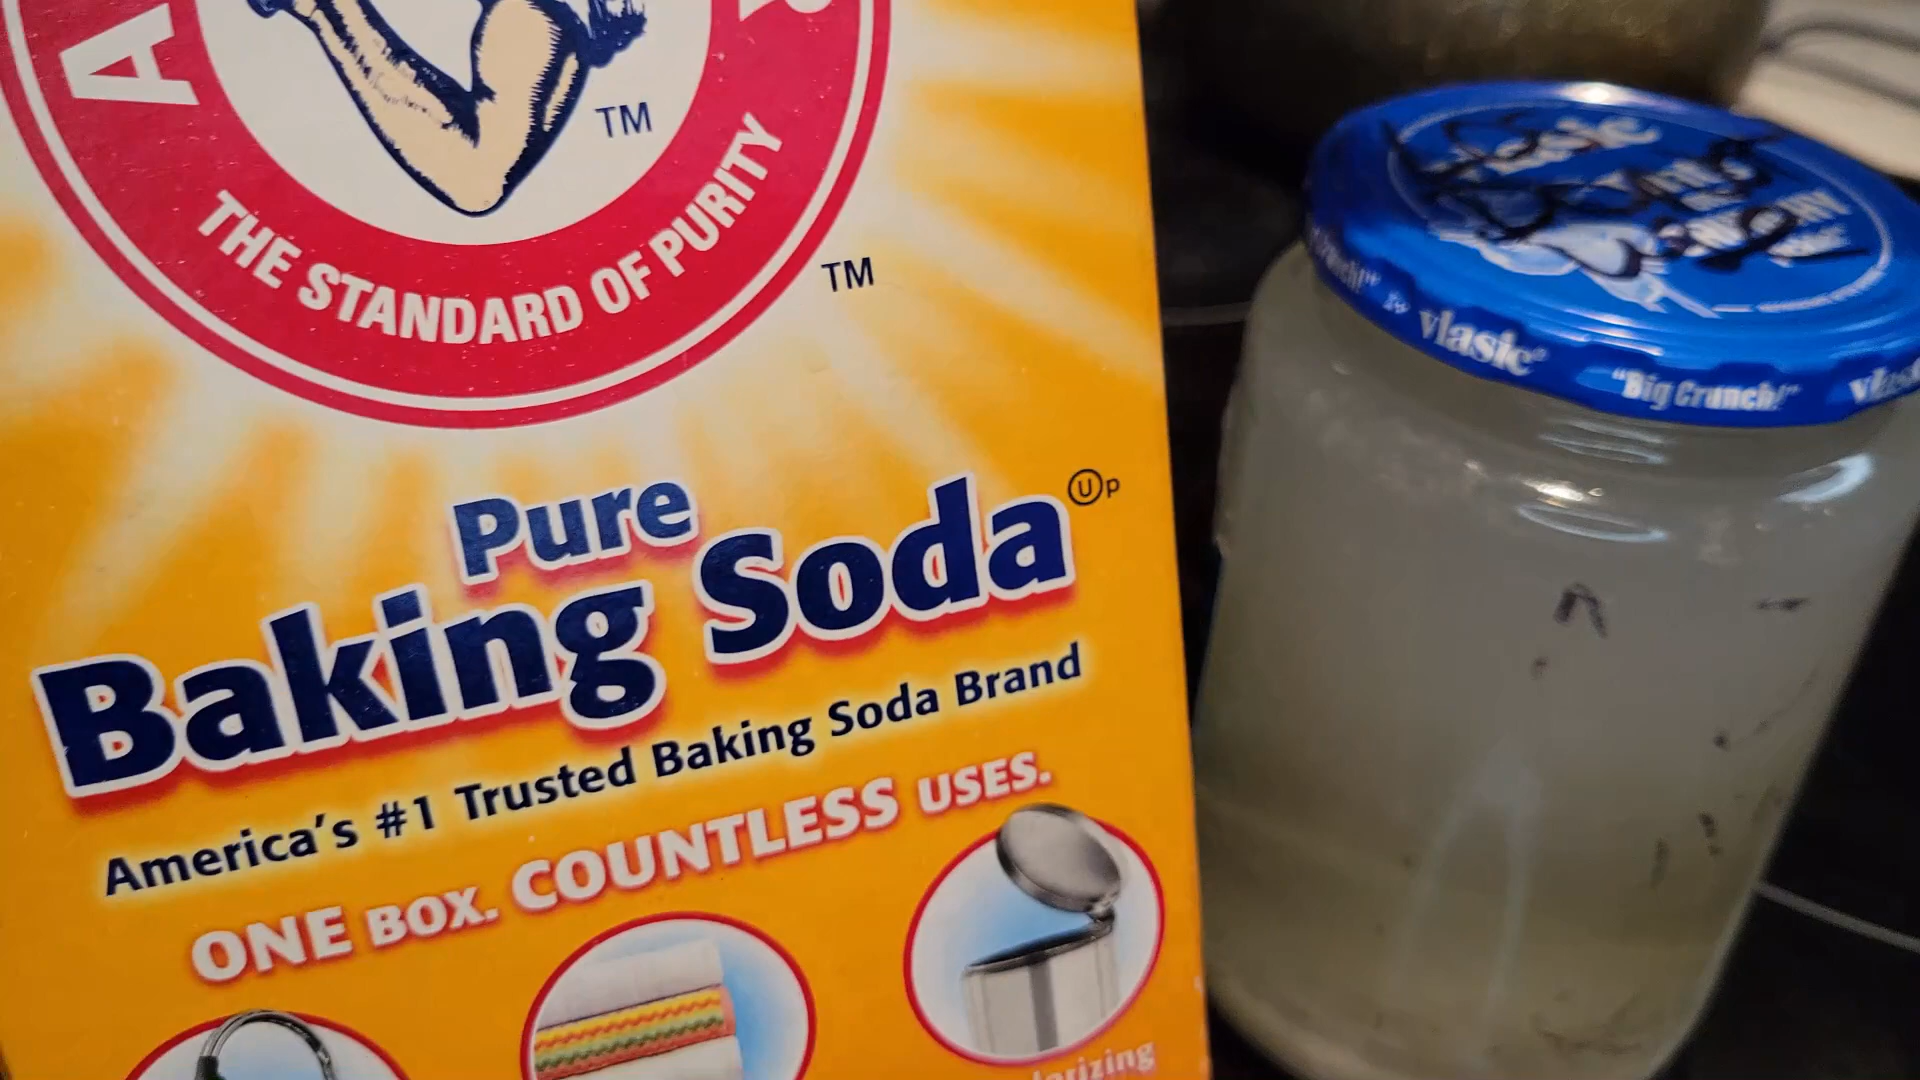 A
TM
THE STANDARD OF PURITY
TM
Pure
Baking Soda
U P
America's #1 Trusted Baking Soda Brand
ONE BOX. COUNTLESS USES.
vlasic®
"Big Crunch!"